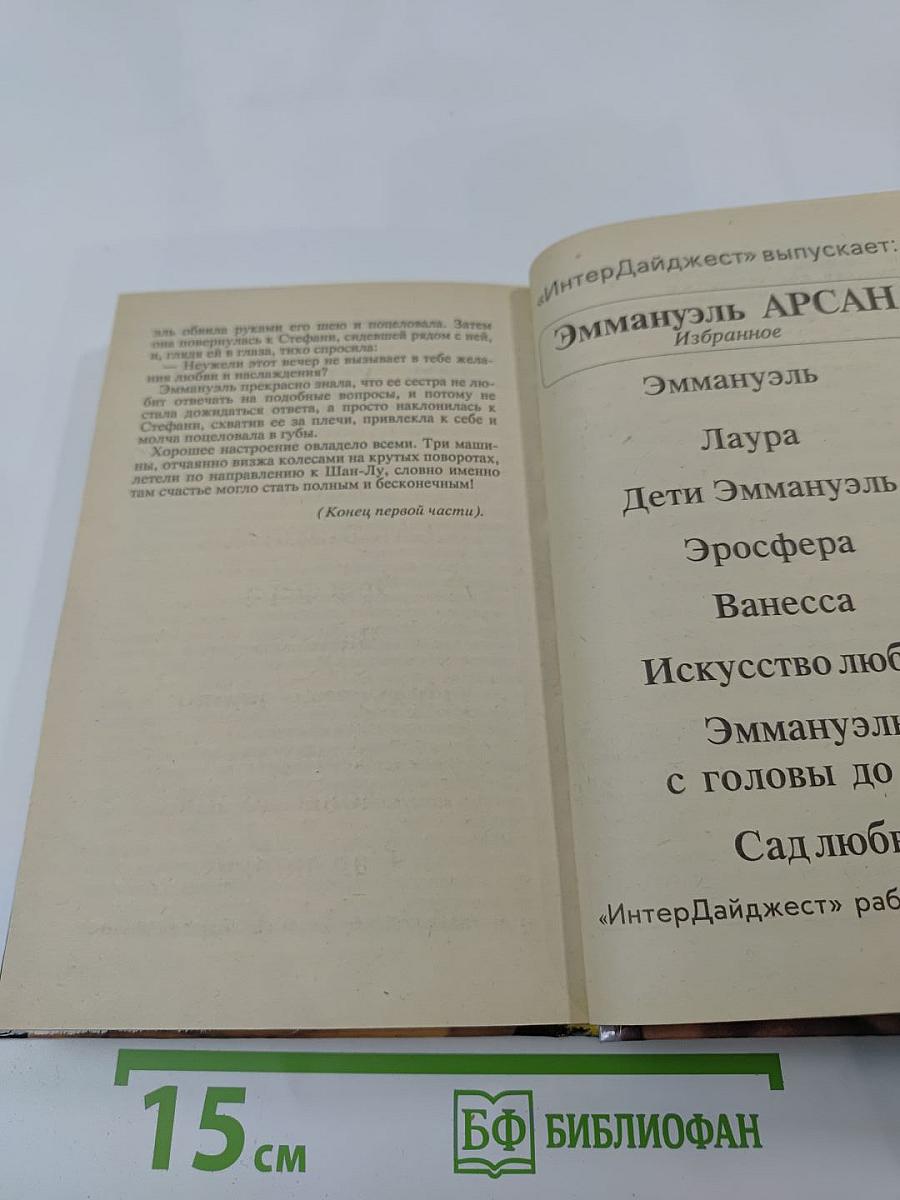 эль обвила руками его шею и поцеловала. Затем
она повернулась к Стефани, сидевшей рядом с ней,
и, глядя ей в глаза, тихо спросила:
— Неужели этот вечер не вызывает в тебе жела-
ния любви и наслаждения?
Эммануэль прекрасно знала, что ее сестра не лю-
бит отвечать на подобные вопросы, и потому не
стала дожидаться ответа, а просто наклонилась к
Стефани, схватив ее за плечи, привлекла к себе и
молча поцеловала в губы.
Хорошее настроение овладело всеми. Три маши-
ны, отчаянно визжа колесами на крутых поворотах,
летели по направлению к Шан-Лу, словно именно
там счастье могло стать полным и бесконечным!
(Конец первой части).
«ИнтерДайджест» выпускает:
Эммануэль АРСАН
Избранное
Эммануэль
Лаура
Дети Эммануэль
Эросфера
Ванесса
Искусство люб
Эммануэль
с головы до
Сад любв
«ИнтерДайджест» раб
15 см
БФ БИБЛИОФАН